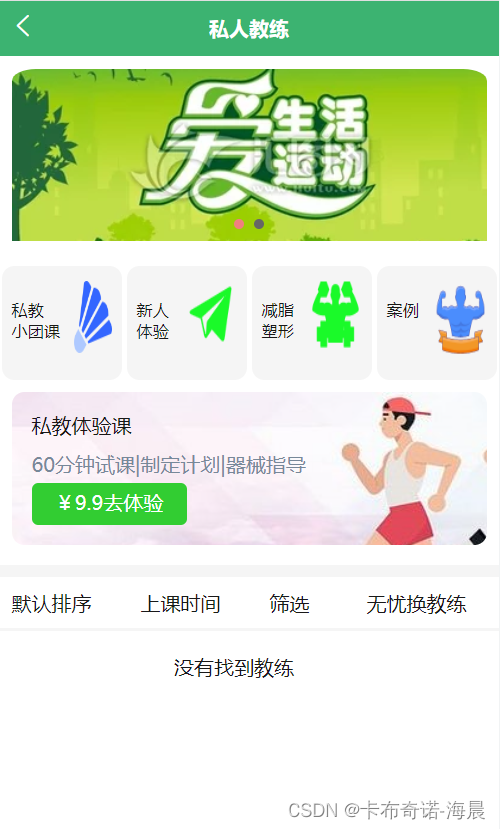 私人教练
爱生活
运动
私教
小团课
新人
体验
减脂
塑形
案例
私教体验课
60分钟试课|制定计划|器械指导
￥9.9去体验
默认排序
上课时间
筛选
无忧换教练
没有找到教练
CSDN @卡布奇诺-海晨